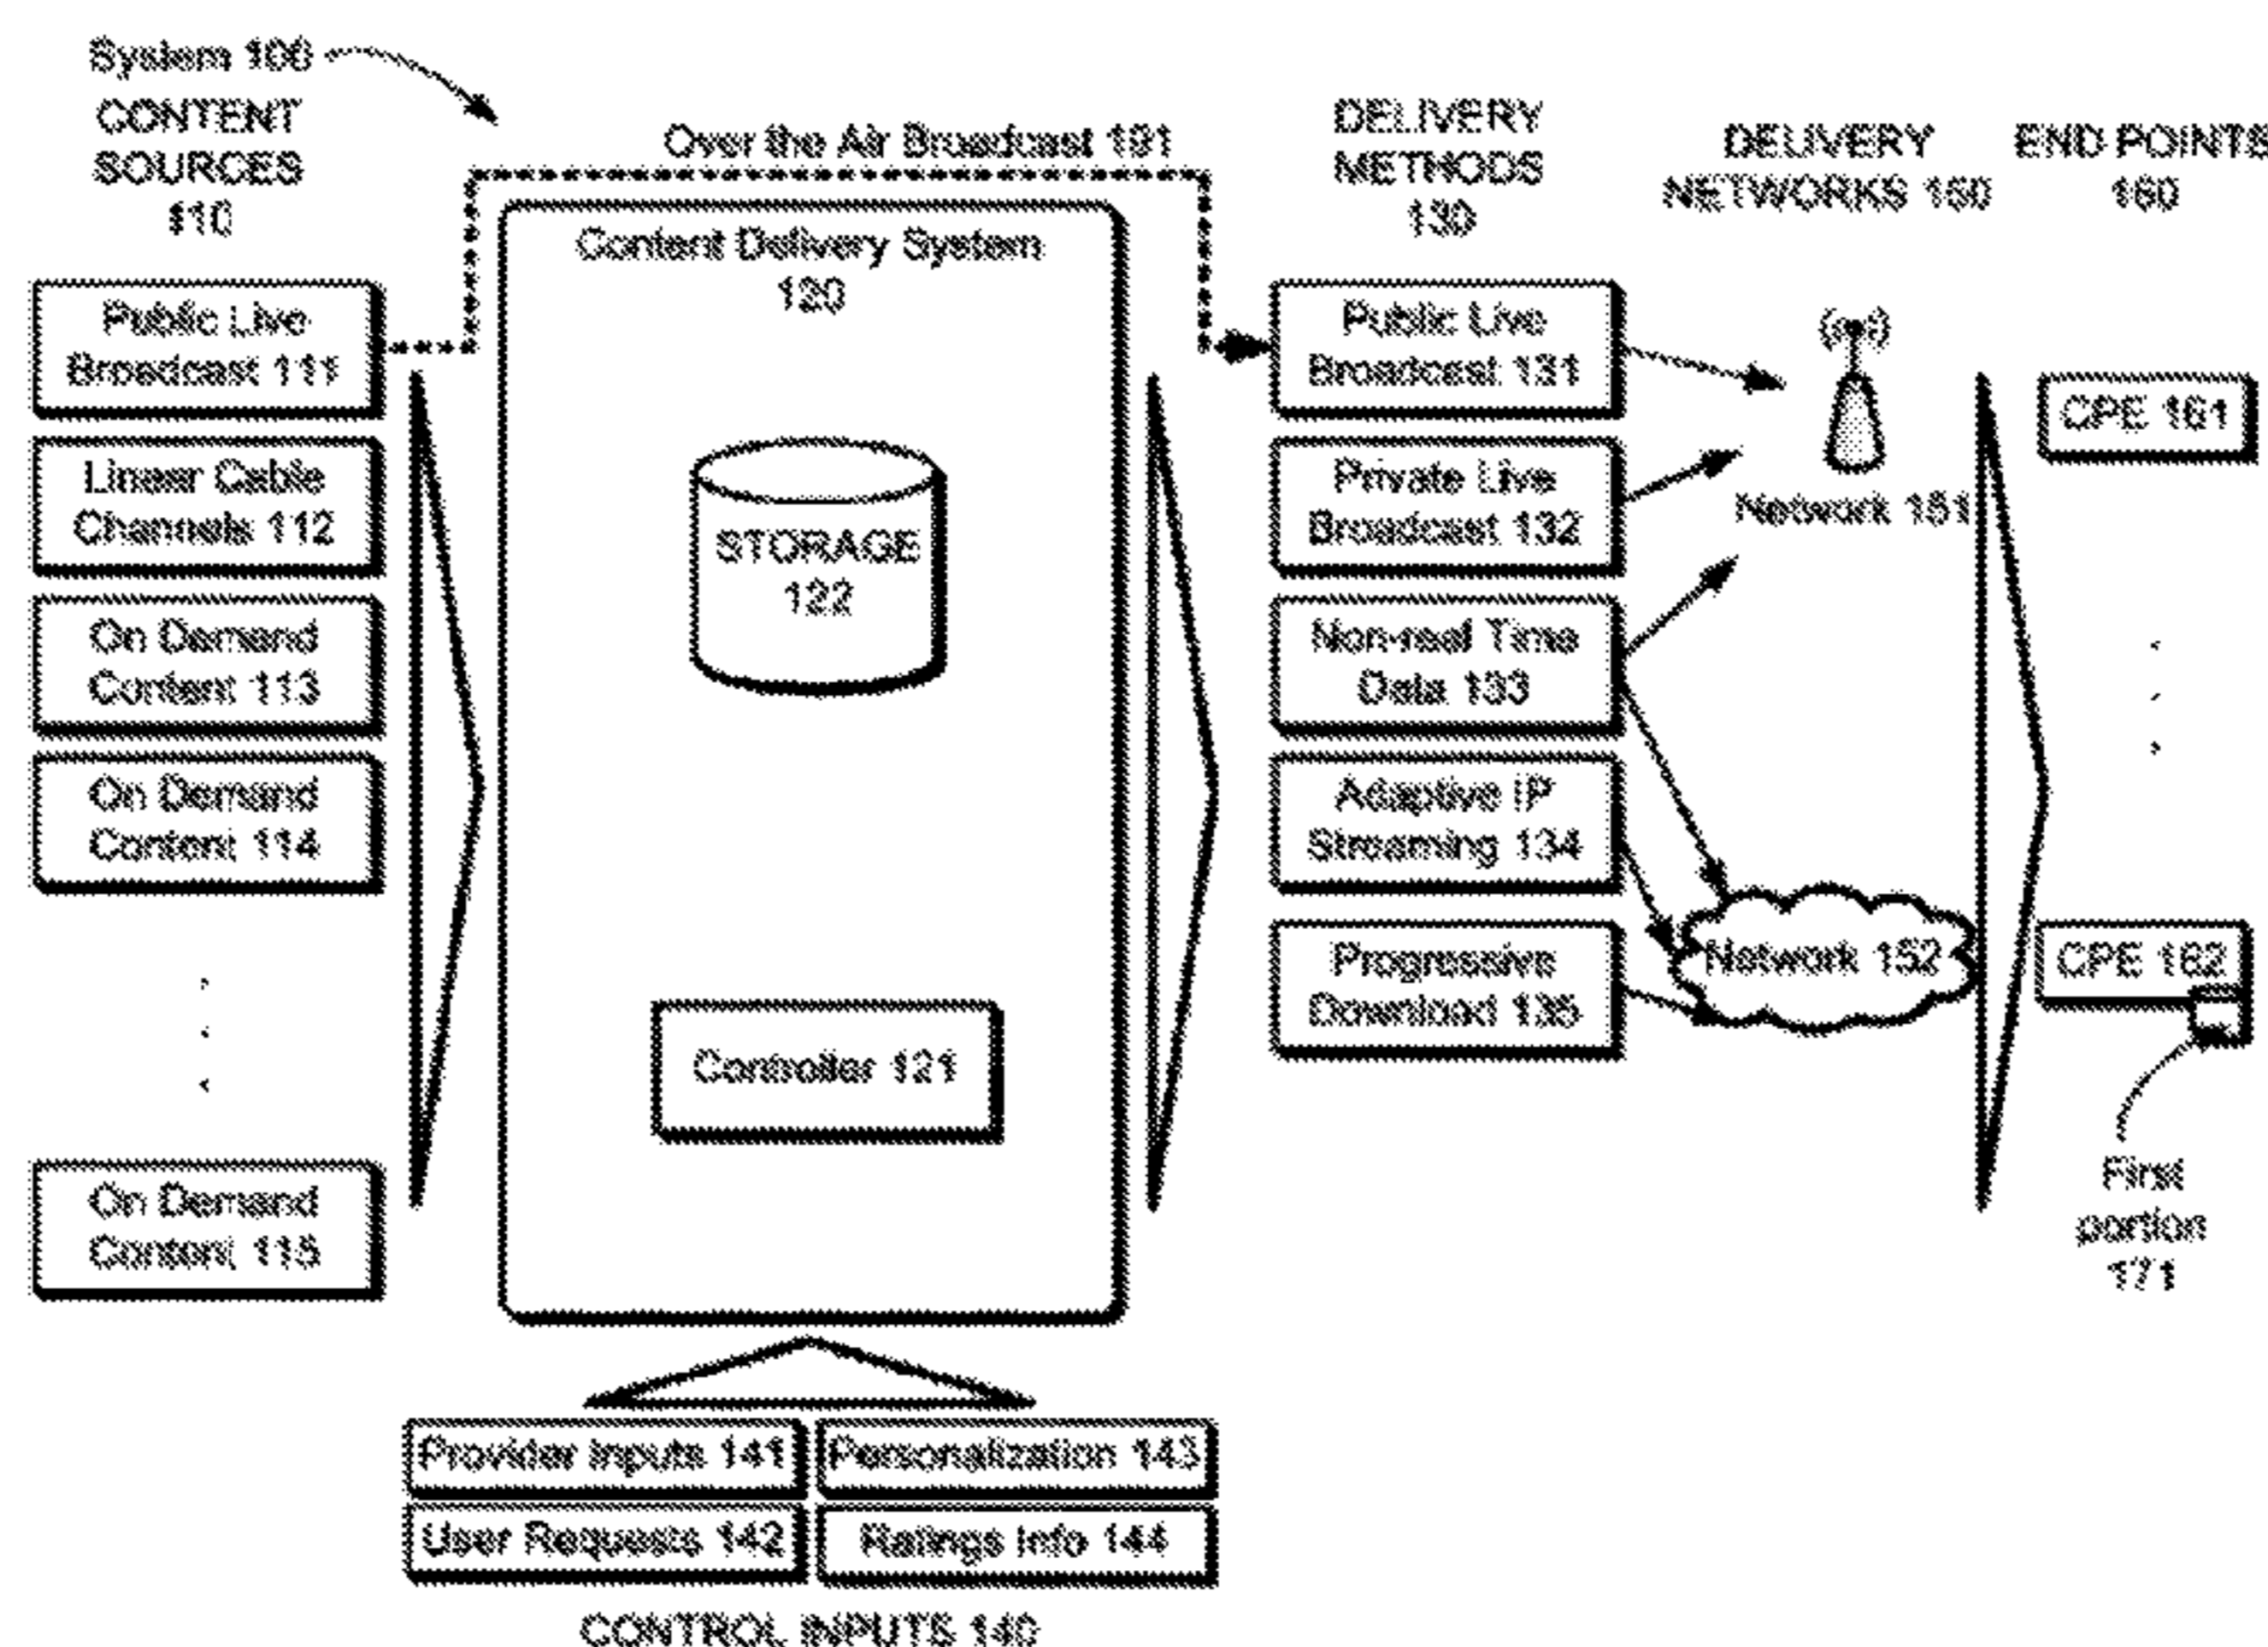 System 100
CONTENT
SOURCES
110
Over the Air Broadcast 191
DELIVERY
METHODS
130
DELIVERY
NETWORKS 150
END POINTS
160
Public Live
Broadcast 111
Linear Cable
Channels 112
On Demand
Content 113
On Demand
Content 114
On Demand
Content 115
Content Delivery System
120
STORAGE
122
Controller 121
Public Live
Broadcast 131
Private Live
Broadcast 132
Non-real Time
Data 133
Adaptive IP
Streaming 134
Progressive
Download 135
Network 151
Network 152
CPE 161
CPE 162
First
portion
171
Provider Inputs 141
Personalization 143
User Requests 142
Ratings Info 144
CONTROL INPUTS 140